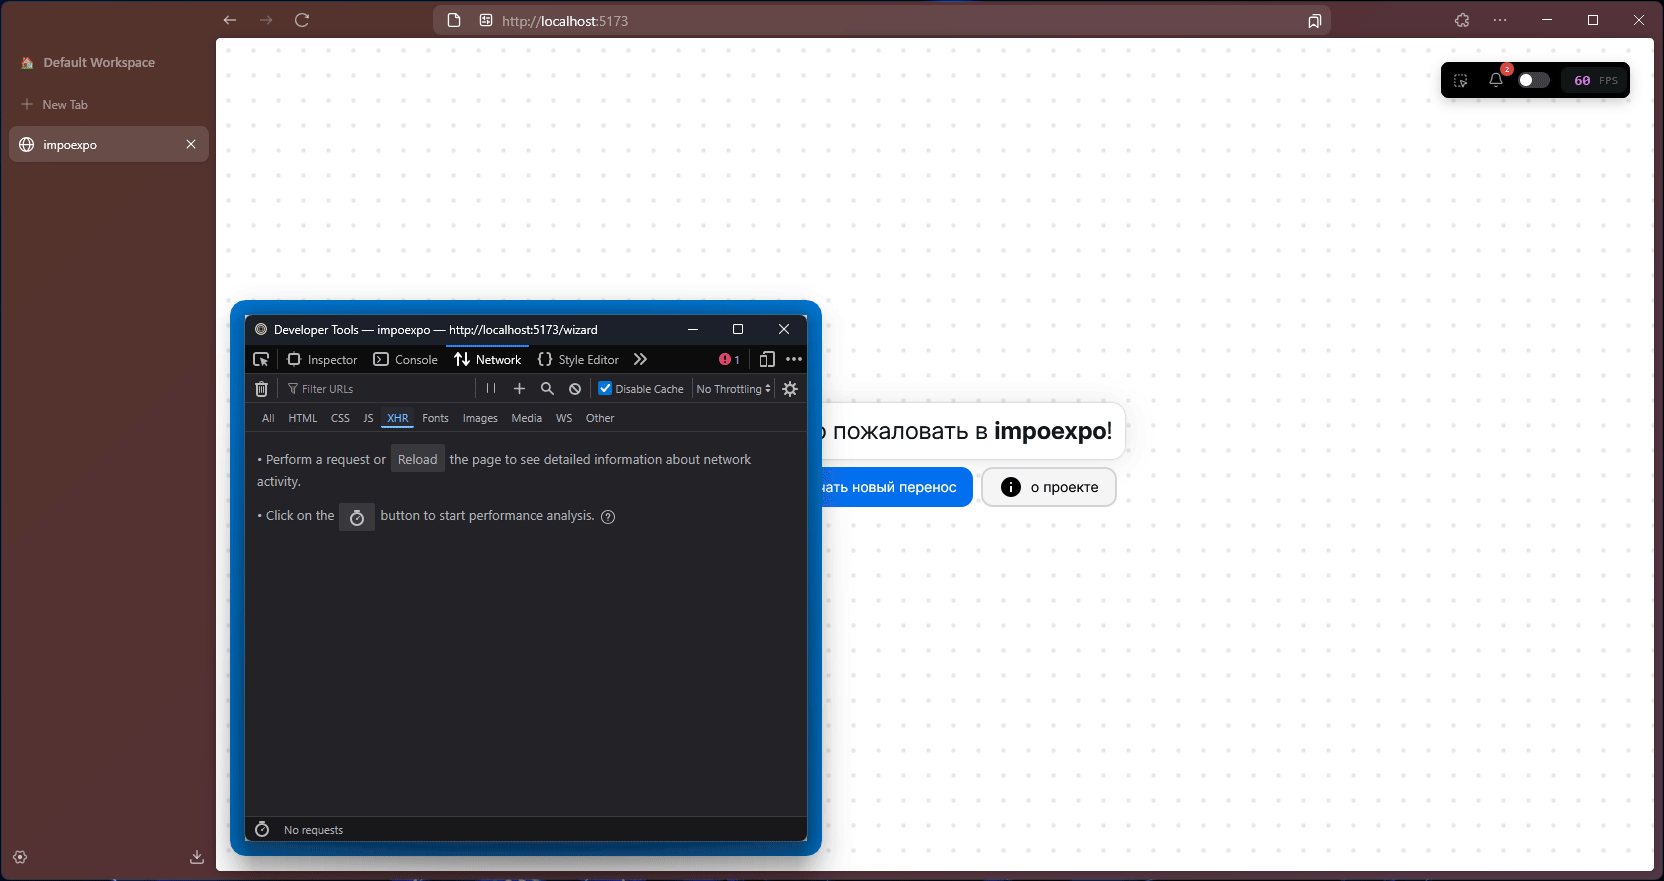 http://localhost:5173
Default Workspace
New Tab
impoexpo
2
60 FPS
Developer Tools — impoexpo — http://localhost:5173/wizard
Inspector Console Network Style Editor 1
Filter URLs Disable Cache No Throttling
All HTML CSS JS XHR Fonts Images Media WS Other
• Perform a request or Reload the page to see detailed information about network
activity.
• Click on the button to start performance analysis.
No requests
пожаловать в impoexpo!
новый перенос
о проекте